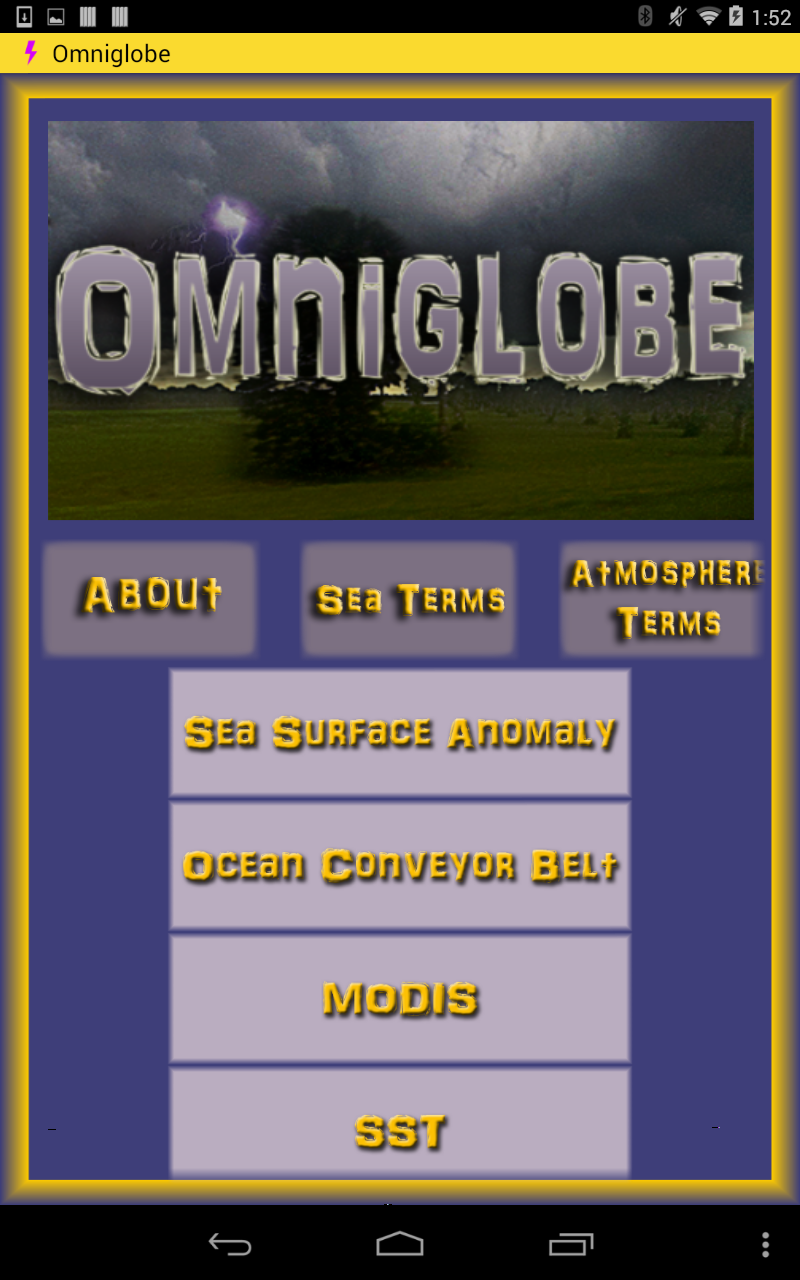 1:52
Omniglobe
OmniGLOBE
About
Sea Terms
Atmosphere
Terms
Sea Surface Anomaly
Ocean Conveyor Belt
MODIS
SST